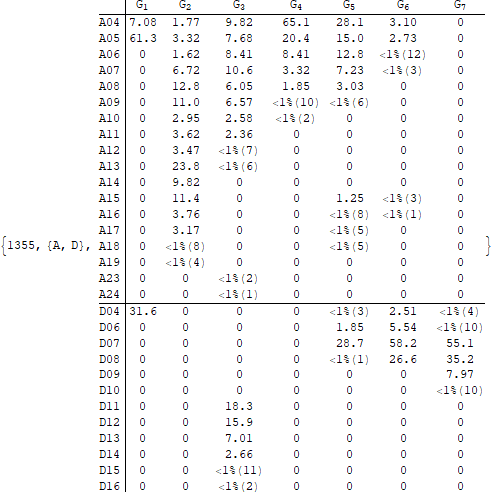 G1 G2 G3 G4 G5 G6 G7
A04 7.08 1.77 9.82 65.1 28.1 3.10 0
A05 61.3 3.32 7.68 20.4 15.0 2.73 0
A06 0 1.62 8.41 8.41 12.8 <1%(12) 0
A07 0 6.72 10.6 3.32 7.23 <1%(3) 0
A08 0 12.8 6.05 1.85 3.03 0 0
A09 0 11.0 6.57 <1%(10) <1%(6) 0 0
A10 0 2.95 2.58 <1%(2) 0 0 0
A11 0 3.62 2.36 0 0 0 0
A12 0 3.47 <1%(7) 0 0 0 0
A13 0 23.8 <1%(6) 0 0 0 0
A14 0 9.82 0 0 0 0 0
A15 0 11.4 0 0 1.25 <1%(3) 0
A16 0 3.76 0 0 <1%(8) <1%(1) 0
A17 0 3.17 0 0 <1%(5) 0 0
{1355, {A, D}, A18 0 <1%(8) 0 0 <1%(5) 0 0 }
A19 0 <1%(4) 0 0 0 0 0
A23 0 0 <1%(2) 0 0 0 0
A24 0 0 <1%(1) 0 0 0 0
D04 31.6 0 0 0 <1%(3) 2.51 <1%(4)
D06 0 0 0 0 1.85 5.54 <1%(10)
D07 0 0 0 0 28.7 58.2 55.1
D08 0 0 0 0 <1%(1) 26.6 35.2
D09 0 0 0 0 0 0 7.97
D10 0 0 0 0 0 0 <1%(10)
D11 0 0 18.3 0 0 0 0
D12 0 0 15.9 0 0 0 0
D13 0 0 7.01 0 0 0 0
D14 0 0 2.66 0 0 0 0
D15 0 0 <1%(11) 0 0 0 0
D16 0 0 <1%(2) 0 0 0 0